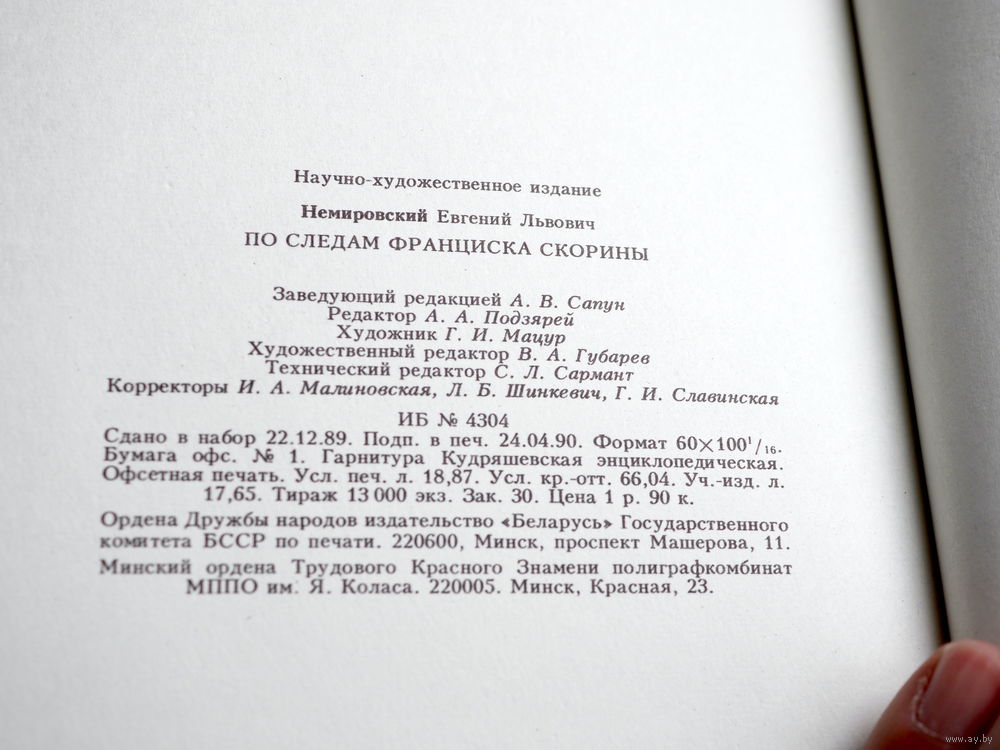 Научно-художественное издание
Немировский Евгений Львович
ПО СЛЕДАМ ФРАНЦИСКА СКОРИНЫ
Заведующий редакцией А. В. Сапун
Редактор А. А. Подзярей
Художник Г. И. Мацур
Художественный редактор В. А. Губарев
Технический редактор С. Л. Сармант
Корректоры И. А. Малиновская, Л. Б. Шинкевич, Г. И. Славинская
ИБ № 4304
Сдано в набор 22.12.89. Подп. в печ. 24.04.90. Формат 60×100¹/₁₆.
Бумага офс. № 1. Гарнитура Кудряшевская энциклопедическая.
Офсетная печать. Усл. печ. л. 18,87. Усл. кр.-отт. 66,04. Уч.-изд. л.
17,65. Тираж 13 000 экз. Зак. 30. Цена 1 р. 90 к.
Ордена Дружбы народов издательство «Беларусь» Государственного
комитета БССР по печати. 220600, Минск, проспект Машерова, 11.
Минский ордена Трудового Красного Знамени полиграфкомбинат
МППО им. Я. Коласа. 220005. Минск, Красная, 23.
www.ay.by